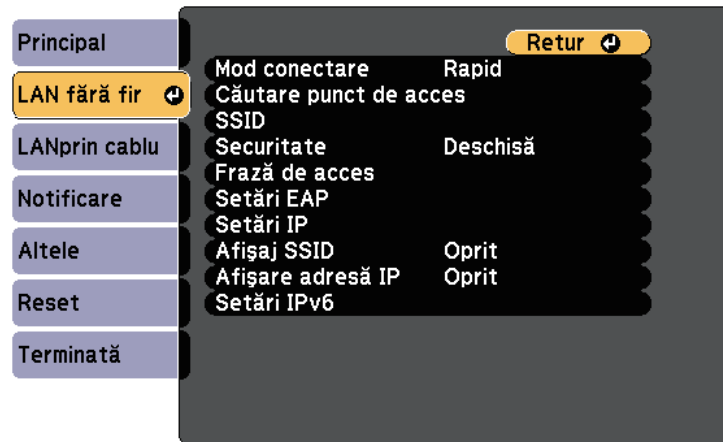 Principal
LAN fără fir
LANprin cablu
Notificare
Altele
Reset
Terminată
Retur
Mod conectare Rapid
Căutare punct de acces
SSID
Securitate Deschisă
Frază de acces
Setări EAP
Setări IP
Afişaj SSID Oprit
Afişare adresă IP Oprit
Setări IPv6